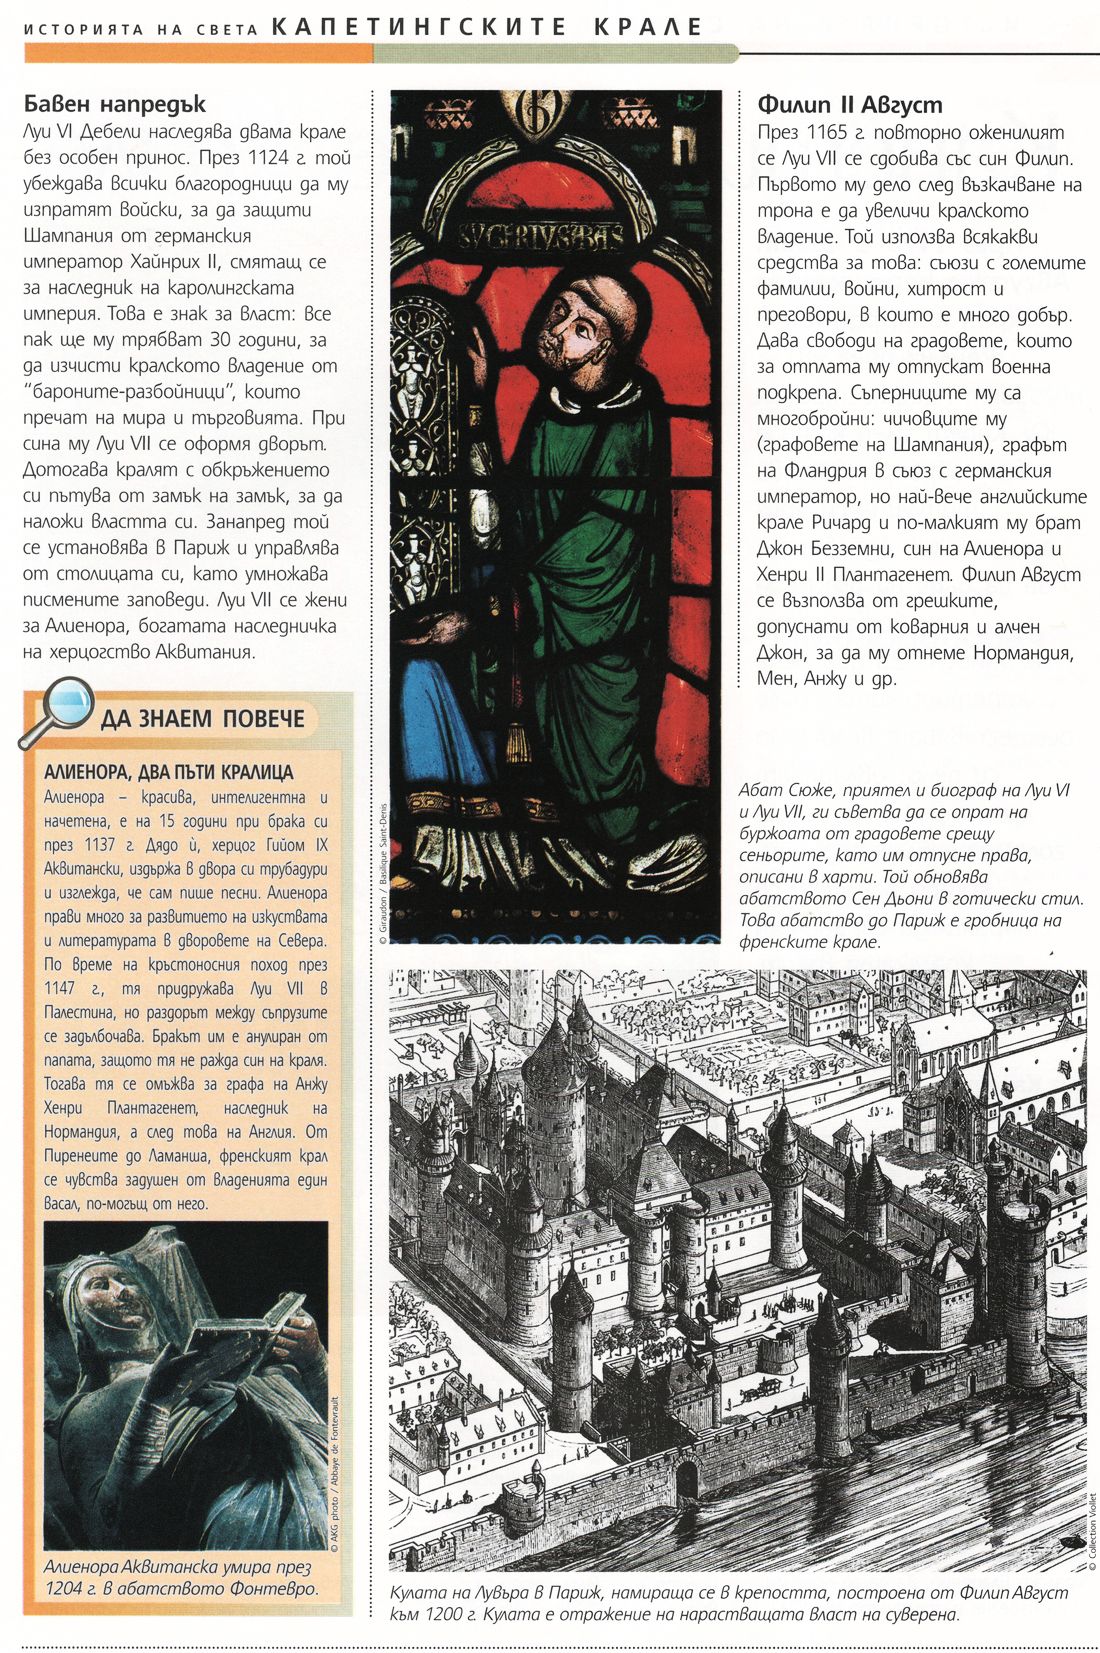 ИСТОРИЯТА НА СВЕТА КАПЕТИНГСКИТЕ КРАЛЕ
Бавен напредък
Луи VI Дебели наследява двама крале
без особен принос. През 1124 г. той
убеждава всички благородници да му
изпратят войски, за да защити
Шампания от германския
император Хайнрих II, смятащ се
за наследник на каролингската
империя. Това е знак за власт: все
пак ще му трябват 30 години, за
да изчисти кралското владение от
“бароните-разбойници”, които
пречат на мира и търговията. При
сина му Луи VII се оформя дворът.
Дотогава кралят с обкръжението
си пътува от замък на замък, за да
наложи властта си. Занапред той
се установява в Париж и управлява
от столицата си, като умножава
писмените заповеди. Луи VII се жени
за Алиенора, богатата наследничка
на херцогство Аквитания.
ДА ЗНАЕМ ПОВЕЧЕ
АЛИЕНОРА, ДВА ПЪТИ КРАЛИЦА
Алиенора – красива, интелигентна и
начетена, е на 15 години при брака си
през 1137 г. Дядо ѝ, херцог Гийом IX
Аквитански, издържа в двора си трубадури
и изглежда, че сам пише песни. Алиенора
прави много за развитието на изкуствата
и литературата в дворовете на Севера.
По време на кръстоносния поход през
1147 г., тя придружава Луи VII в
Палестина, но раздорът между съпрузите
се задълбочава. Бракът им е анулиран от
папата, защото тя не ражда син на краля.
Тогава тя се омъжва за графа на Анжу
Хенри Плантагенет, наследник на
Нормандия, а след това на Англия. От
Пиренеите до Ламанша, френският крал
се чувства задушен от владенията един
васал, по-могъщ от него.
© AKG photo / Abbaye de Fontevrault
Алиенора Аквитанска умира през
1204 г. в абатството Фонтевро.
SVGERIVS ABAS
© Giraudon / Basilique Saint-Denis
Филип II Август
През 1165 г. повторно оженилият
се Луи VII се сдобива със син Филип.
Първото му дело след възкачване на
трона е да увеличи кралското
владение. Той използва всякакви
средства за това: съюзи с големите
фамилии, войни, хитрост и
преговори, в които е много добър.
Дава свободи на градовете, които
за отплата му отпускат военна
подкрепа. Съперниците му са
многобройни: чичовците му
(графовете на Шампания), графът
на Фландрия в съюз с германския
император, но най-вече английските
крале Ричард и по-малкият му брат
Джон Безземни, син на Алиенора и
Хенри II Плантагенет. Филип Август
се възползва от грешките,
допуснати от коварния и алчен
Джон, за да му отнеме Нормандия,
Мен, Анжу и др.
Абат Сюже, приятел и биограф на Луи VI
и Луи VII, ги съветва да се опрат на
буржоата от градовете срещу
сеньорите, като им отпусне права,
описани в харти. Той обновява
абатството Сен Дьони в готически стил.
Това абатство до Париж е гробница на
френските крале.
© Collection Viollet
Кулата на Лувъра в Париж, намираща се в крепостта, построена от Филип Август
към 1200 г. Кулата е отражение на нарастващата власт на суверена.